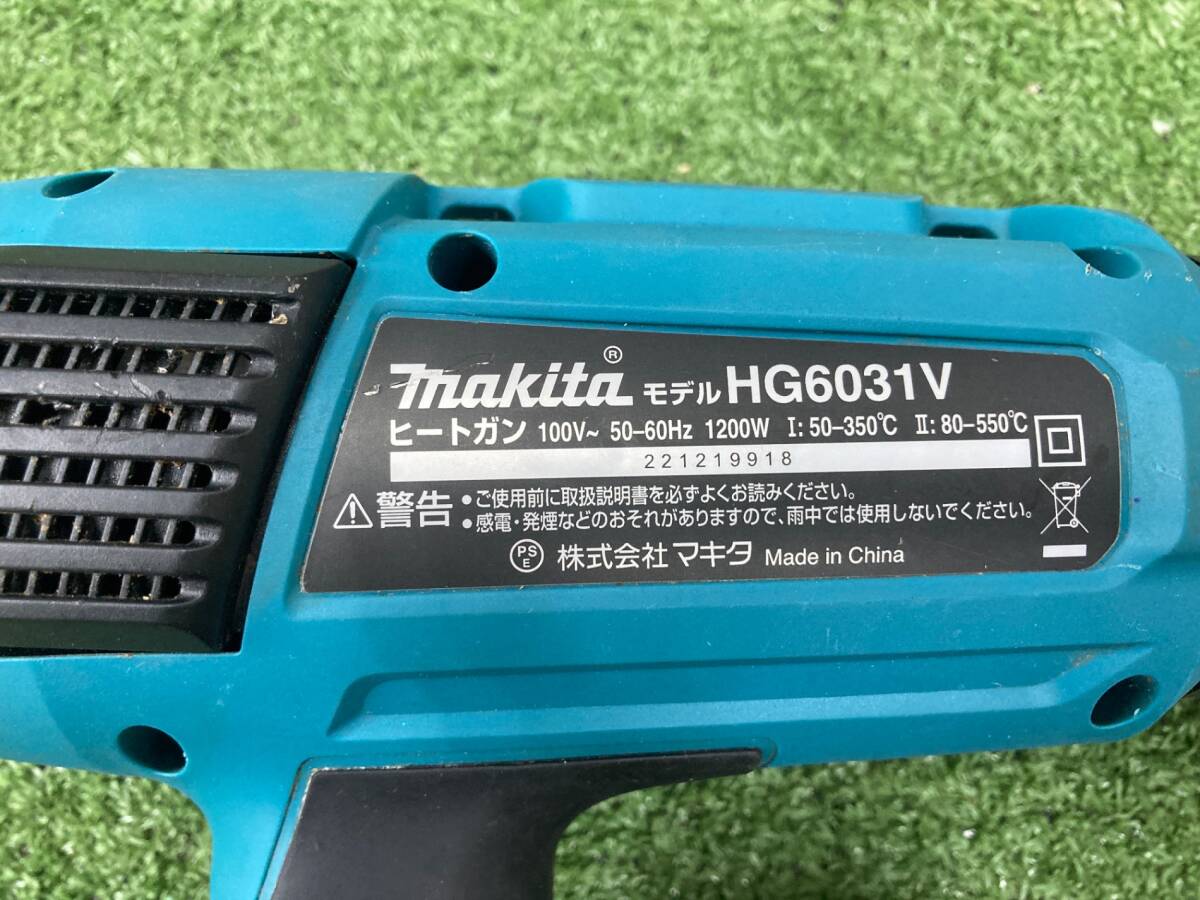 makita® モデル HG6031V
ヒートガン 100V~ 50–60Hz 1200W I: 50–350℃ II: 80–550℃
221219918
警告 • ご使用前に取扱説明書を必ずよくお読みください。
• 感電・発煙などのおそれがありますので、雨中では使用しないでください。
PSE 株式会社 マキタ Made in China